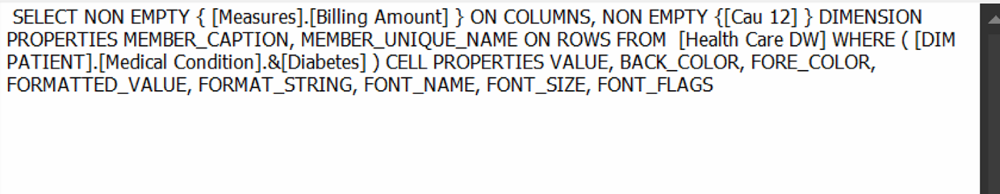 SELECT NON EMPTY { [Measures].[Billing Amount] } ON COLUMNS, NON EMPTY {[Cau 12] } DIMENSION
PROPERTIES MEMBER_CAPTION, MEMBER_UNIQUE_NAME ON ROWS FROM  [Health Care DW] WHERE ( [DIM
PATIENT].[Medical Condition].&[Diabetes] ) CELL PROPERTIES VALUE, BACK_COLOR, FORE_COLOR,
FORMATTED_VALUE, FORMAT_STRING, FONT_NAME, FONT_SIZE, FONT_FLAGS